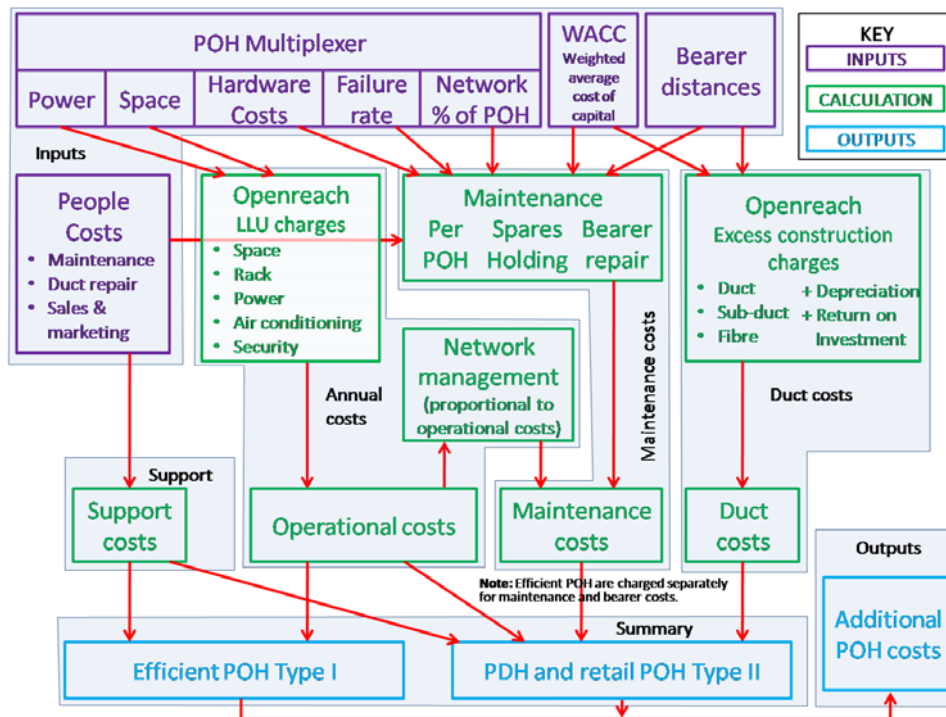 POH Multiplexer
Power
Space
Hardware
Costs
Failure
rate
Network
% of POH
WACC
Weighted
average
cost of
capital
Bearer
distances
KEY
INPUTS
CALCULATION
OUTPUTS
Inputs
People
Costs
• Maintenance
• Duct repair
• Sales &
marketing
Openreach
LLU charges
• Space
• Rack
• Power
• Air conditioning
• Security
Maintenance
Per Spares Bearer
POH Holding repair
Openreach
Excess construction
charges
• Duct + Depreciation
• Sub-duct + Return on
• Fibre Investment
Network
management
(proportional to
operational costs)
Annual
costs
Maintenance costs
Duct costs
Support
Support
costs
Operational costs
Maintenance
costs
Duct
costs
Outputs
Note: Efficient POH are charged separately
for maintenance and bearer costs.
Additional
POH costs
Summary
Efficient POH Type I
PDH and retail POH Type II